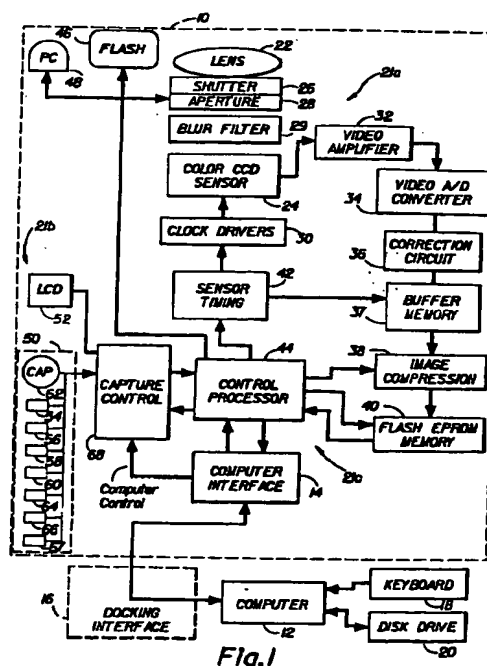 10
46
FLASH
PC
48
LENS
22
SHUTTER
26
APERTURE
28
BLUR FILTER
29
21a
32
VIDEO
AMPLIFIER
COLOR CCD
SENSOR
24
VIDEO A/D
CONVERTER
34
CLOCK DRIVERS
30
CORRECTION
CIRCUIT
36
21b
LCD
52
SENSOR
TIMING
42
BUFFER
MEMORY
37
50
CAP
62
54
56
58
60
64
66
67
CAPTURE
CONTROL
68
44
CONTROL
PROCESSOR
38
IMAGE
COMPRESSION
40
FLASH EPROM
MEMORY
21c
Computer
Control
COMPUTER
INTERFACE
14
16
DOCKING
INTERFACE
COMPUTER
12
KEYBOARD
18
DISK DRIVE
20
Fig.1